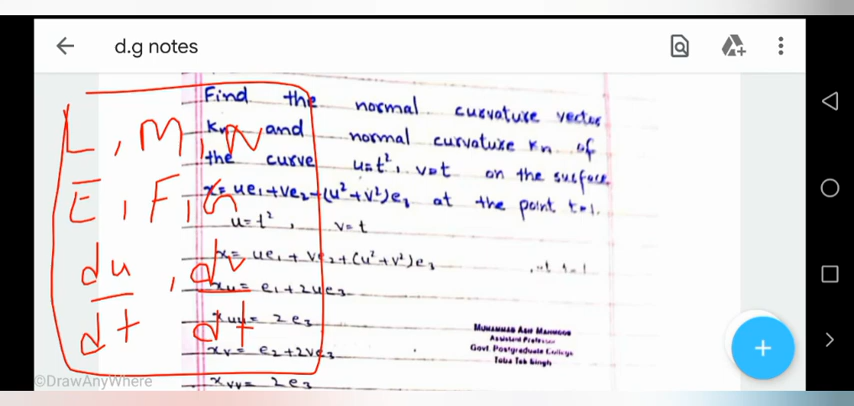 d.g notes
Find the normal curvature vector
Kn and normal curvature Kn of
the curve u=t², v=t on the surface
x= ue₁+ve₂+(u²+v²)e₃ at the point t=1.
u=t², v=t
x= ue₁+ve₂+(u²+v²)e₃
xu= e₁+2ue₃
xuu= 2e₃
xv= e₂+2ve₃
xvv= 2e₃
L, M, N
E, F, G
du/dt, dv/dt
Muhammad Asif Mahmood
Assistant Professor
Govt. Postgraduate College
Toba Tek Singh
©DrawAnyWhere